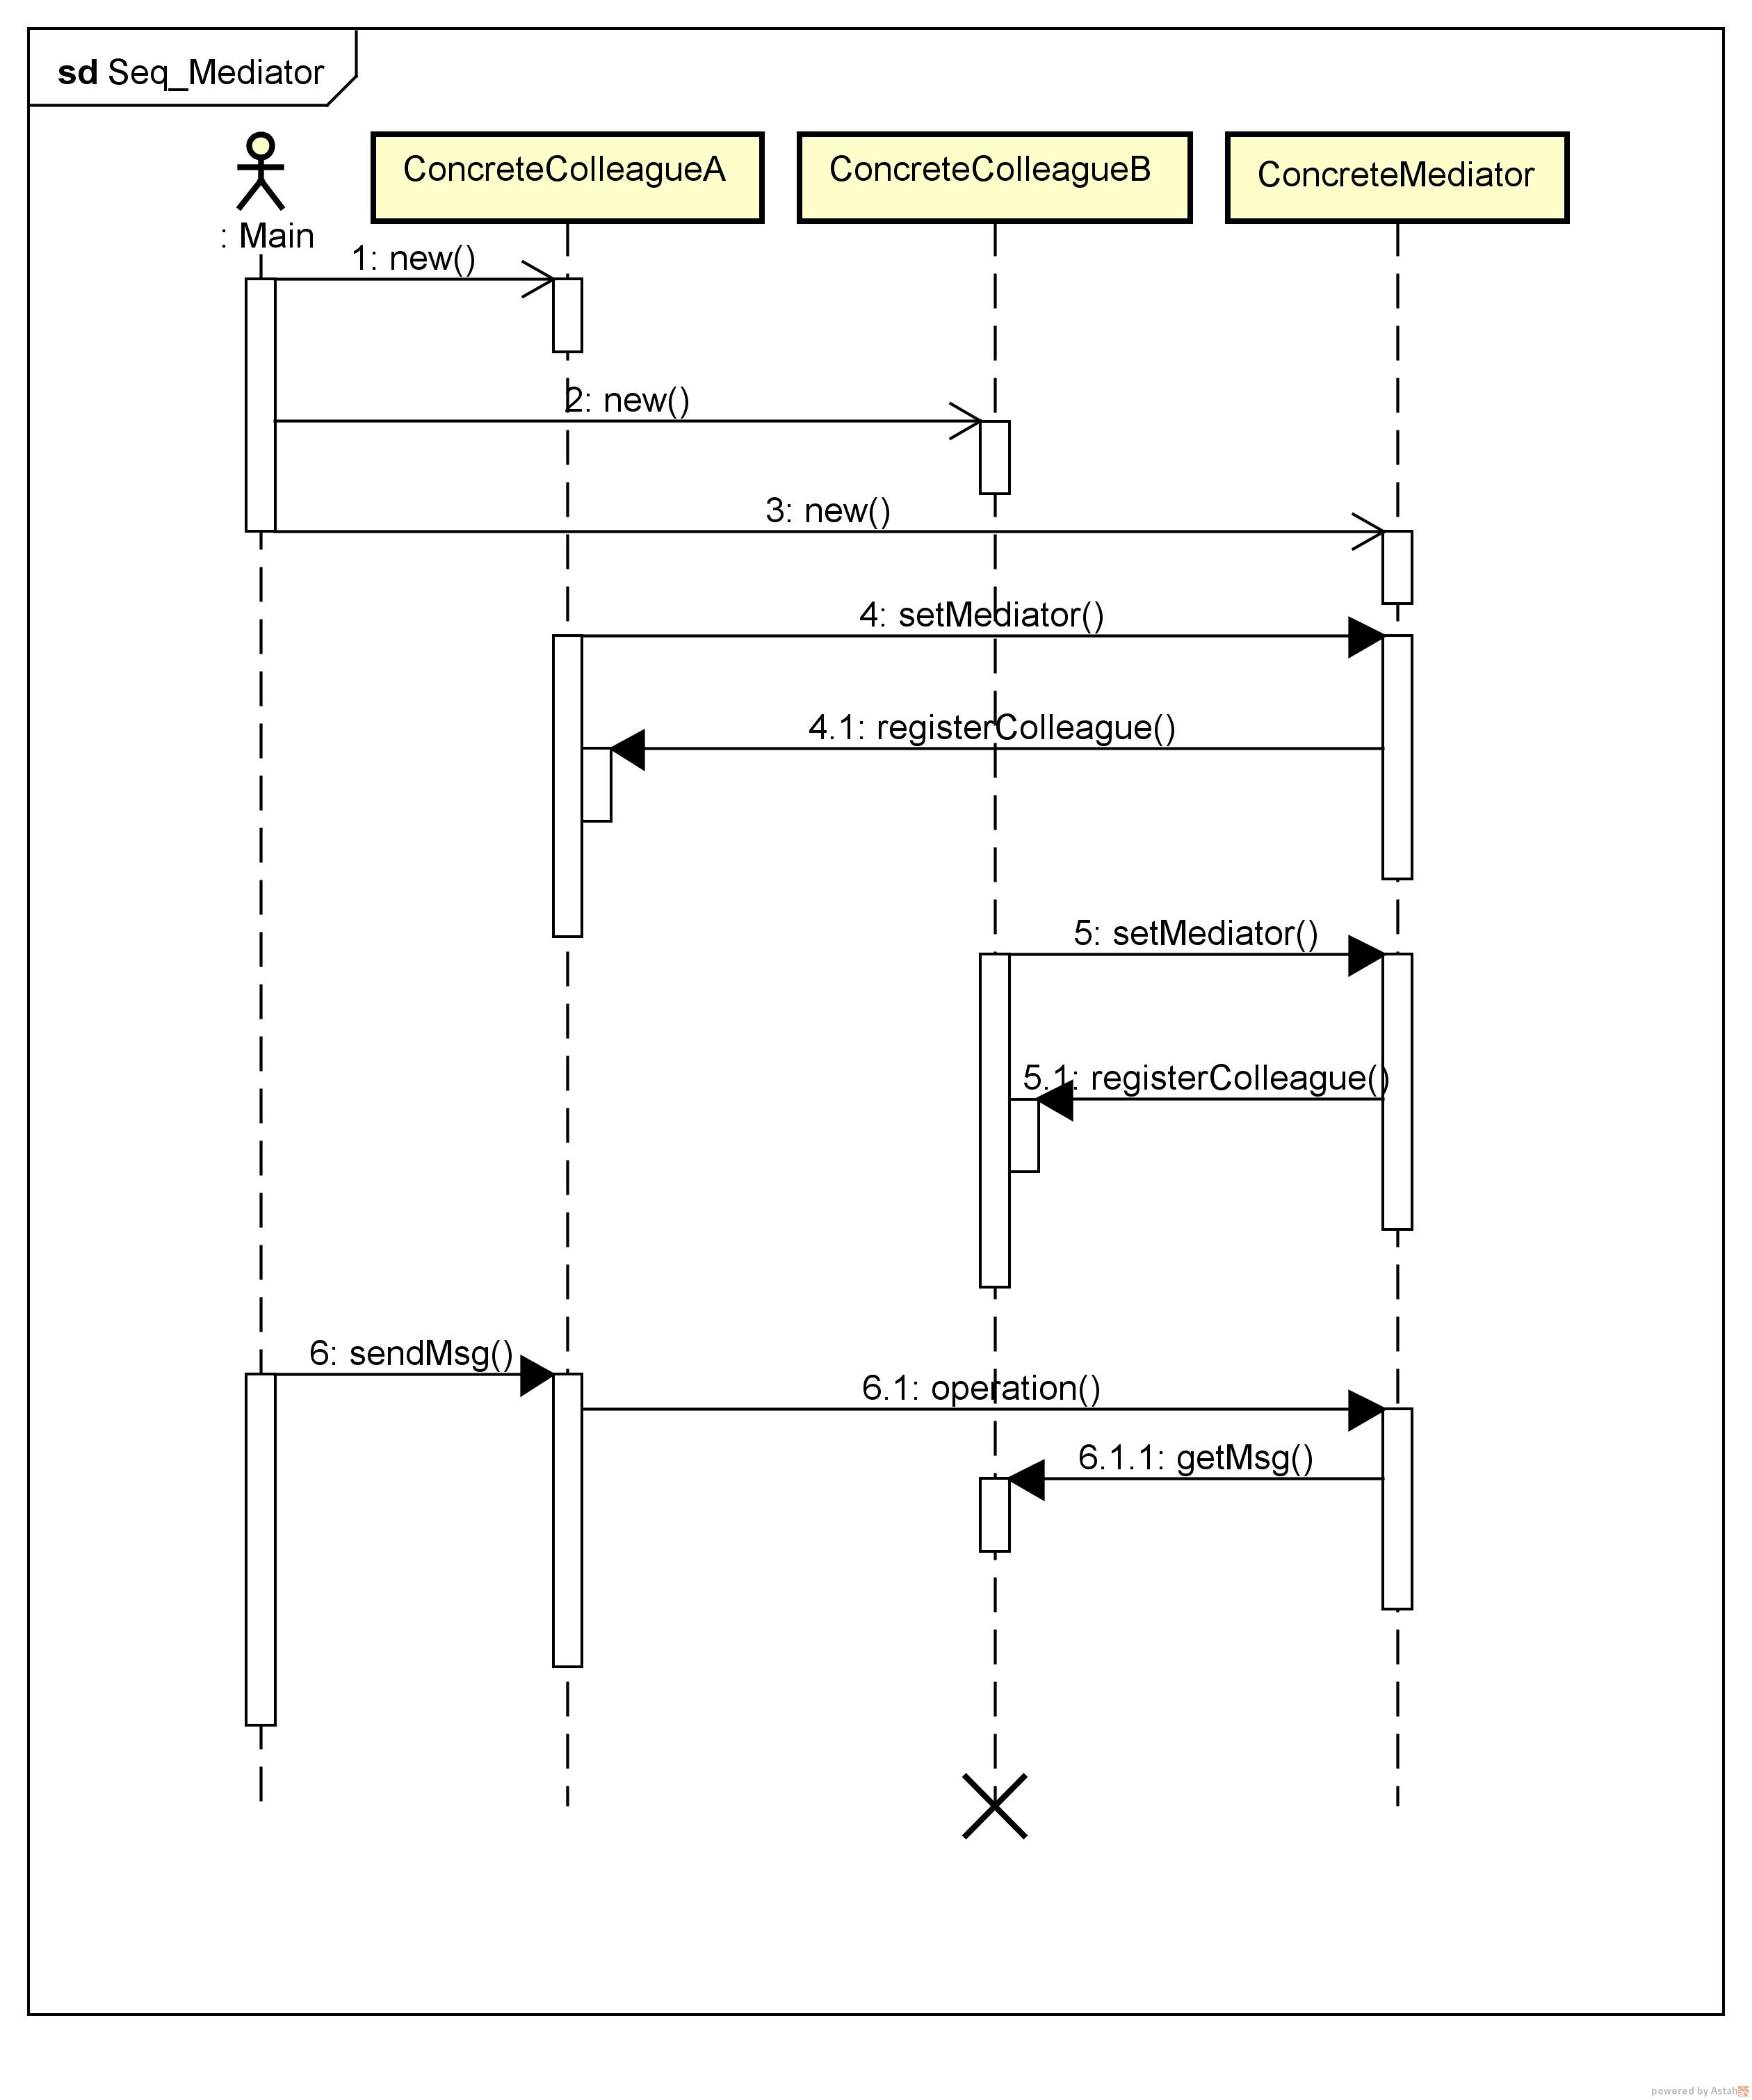 sd Seq_Mediator
: Main
ConcreteColleagueA
ConcreteColleagueB
ConcreteMediator
1: new()
2: new()
3: new()
4: setMediator()
4.1: registerColleague()
5: setMediator()
5.1: registerColleague()
6: sendMsg()
6.1: operation()
6.1.1: getMsg()
powered by Astah